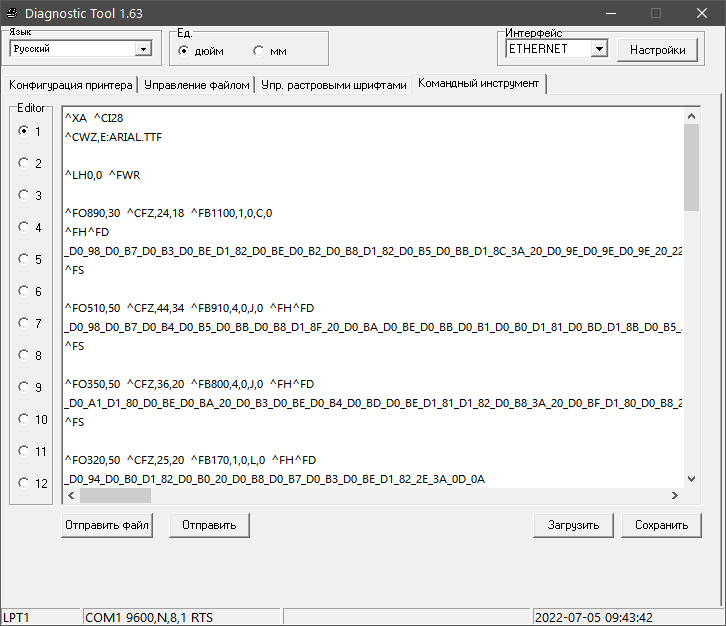 Diagnostic Tool 1.63
Язык
Русский
Ед.
дюйм
мм
Интерфейс
ETHERNET
Настройки
Конфигурация принтера
Управление файлом
Упр. растровыми шрифтами
Командный инструмент
Editor
1
2
3
4
5
6
7
8
9
10
11
12
^XA ^CI28
^CWZ,E:ARIAL.TTF
^LH0,0 ^FWR
^FO890,30 ^CFZ,24,18 ^FB1100,1,0,C,0
^FH^FD
_D0_98_D0_B7_D0_B3_D0_BE_D1_82_D0_BE_D0_B2_D0_B8_D1_82_D0_B5_D0_BB_D1_8C_3A_20_D0_9E_D0_9E_D0_9E_20_22
^FS
^FO510,50 ^CFZ,44,34 ^FB910,4,0,J,0 ^FH^FD
_D0_98_D0_B7_D0_B4_D0_B5_D0_BB_D0_B8_D1_8F_20_D0_BA_D0_BE_D0_BB_D0_B1_D0_B0_D1_81_D0_BD_D1_8B_D0_B5_
^FS
^FO350,50 ^CFZ,36,20 ^FB800,4,0,J,0 ^FH^FD
_D0_A1_D1_80_D0_BE_D0_BA_20_D0_B3_D0_BE_D0_B4_D0_BD_D0_BE_D1_81_D1_82_D0_B8_3A_20_D0_BF_D1_80_D0_B8_2
^FS
^FO320,50 ^CFZ,25,20 ^FB170,1,0,L,0 ^FH^FD
_D0_94_D0_B0_D1_82_D0_B0_20_D0_B8_D0_B7_D0_B3_D0_BE_D1_82_2E_3A_0D_0A
Отправить файл
Отправить
Загрузить
Сохранить
LPT1
COM1 9600,N,8,1 RTS
2022-07-05 09:43:42